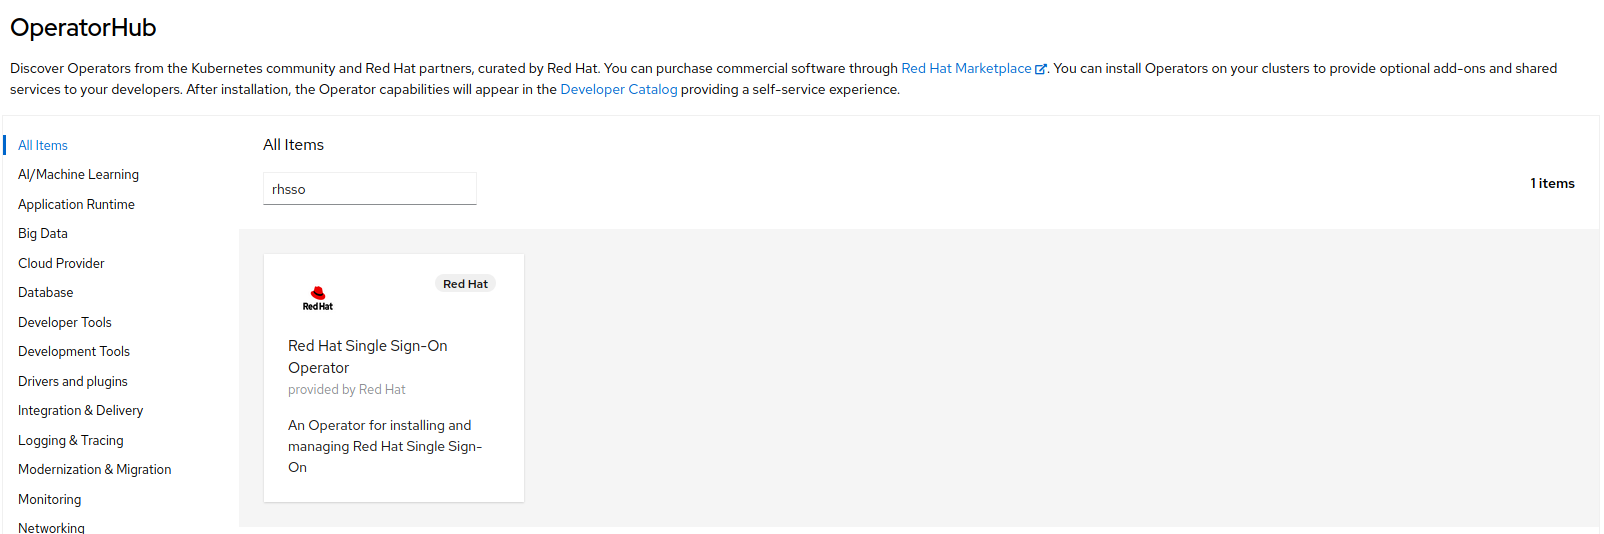 OperatorHub
Discover Operators from the Kubernetes community and Red Hat partners, curated by Red Hat. You can purchase commercial software through Red Hat Marketplace. You can install Operators on your clusters to provide optional add-ons and shared
services to your developers. After installation, the Operator capabilities will appear in the Developer Catalog providing a self-service experience.
All Items
AI/Machine Learning
Application Runtime
Big Data
Cloud Provider
Database
Developer Tools
Development Tools
Drivers and plugins
Integration & Delivery
Logging & Tracing
Modernization & Migration
Monitoring
Networking
All Items
rhsso
1 items
Red Hat
Red Hat
Red Hat Single Sign-On
Operator
provided by Red Hat
An Operator for installing and
managing Red Hat Single Sign-
On